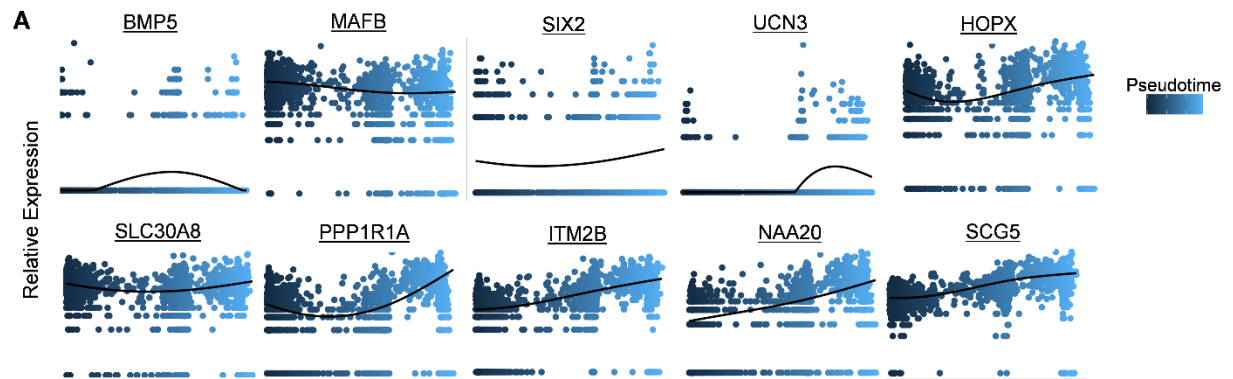 A
BMP5
MAFB
SIX2
UCN3
HOPX
Pseudotime
Relative Expression
SLC30A8
PPP1R1A
ITM2B
NAA20
SCG5